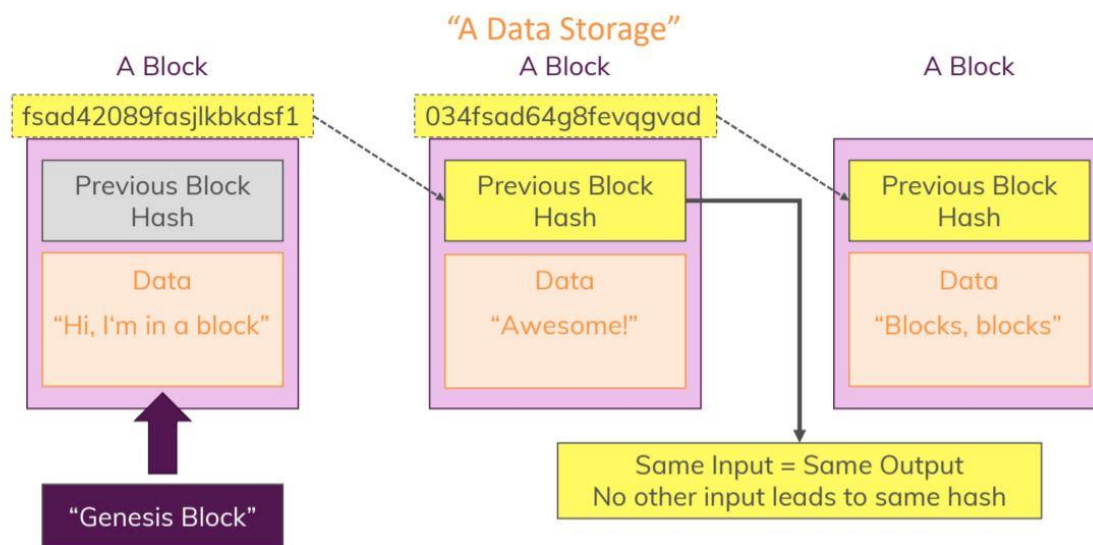 “A Data Storage”
A Block
A Block
A Block
fsad42089fasjlkbkdsf1
034fsad64g8fevqgvad
Previous Block
Hash
Data
“Hi, I‘m in a block”
Previous Block
Hash
Data
“Awesome!”
Previous Block
Hash
Data
“Blocks, blocks”
“Genesis Block”
Same Input = Same Output
No other input leads to same hash